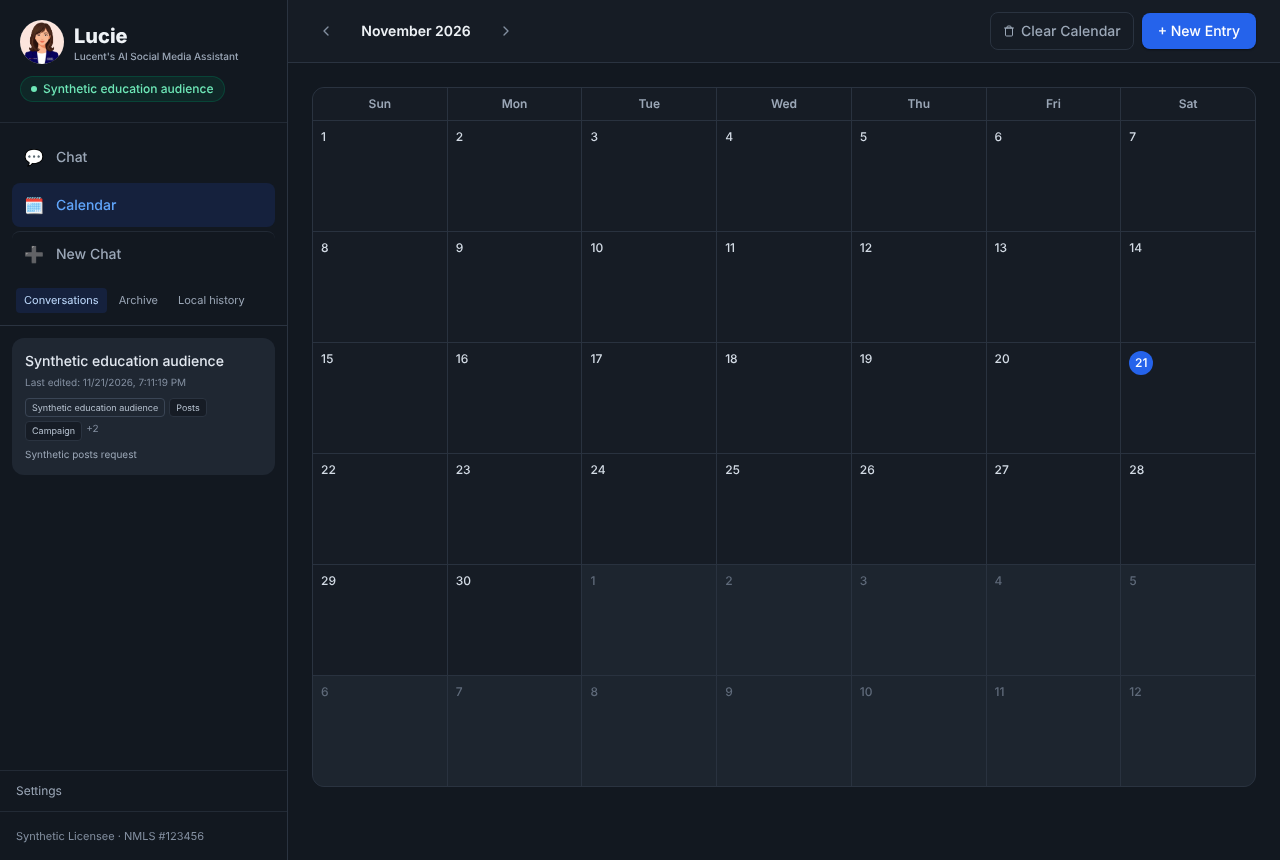 Lucie
Lucent's AI Social Media Assistant
Synthetic education audience
Chat
Calendar
New Chat
Conversations Archive Local history
Synthetic education audience
Last edited: 11/21/2026, 7:11:19 PM
Synthetic education audience Posts
Campaign +2
Synthetic posts request
Settings
Synthetic Licensee · NMLS #123456
November 2026
Clear Calendar
+ New Entry
Sun Mon Tue Wed Thu Fri Sat
1 2 3 4 5 6 7
8 9 10 11 12 13 14
15 16 17 18 19 20 21
22 23 24 25 26 27 28
29 30 1 2 3 4 5
6 7 8 9 10 11 12